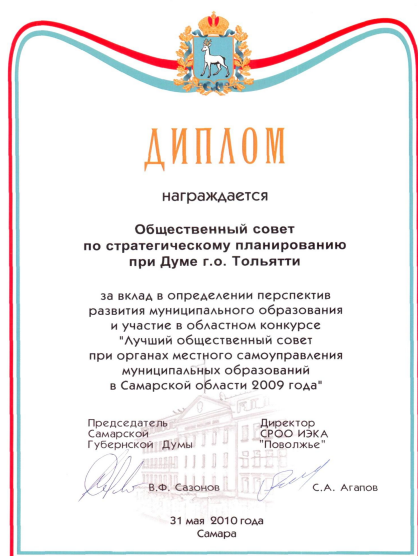 ДИПЛОМ
награждается
Общественный совет
по стратегическому планированию
при Думе г.о. Тольятти
за вклад в определении перспектив
развития муниципального образования
и участие в областном конкурсе
"Лучший общественный совет
при органах местного самоуправления
муниципальных образований
в Самарской области 2009 года"
Председатель
Самарской
Губернской Думы
В.Ф. Сазонов
Директор
СРОО ИЭКА
"Поволжье"
С.А. Агапов
31 мая 2010 года
Самара